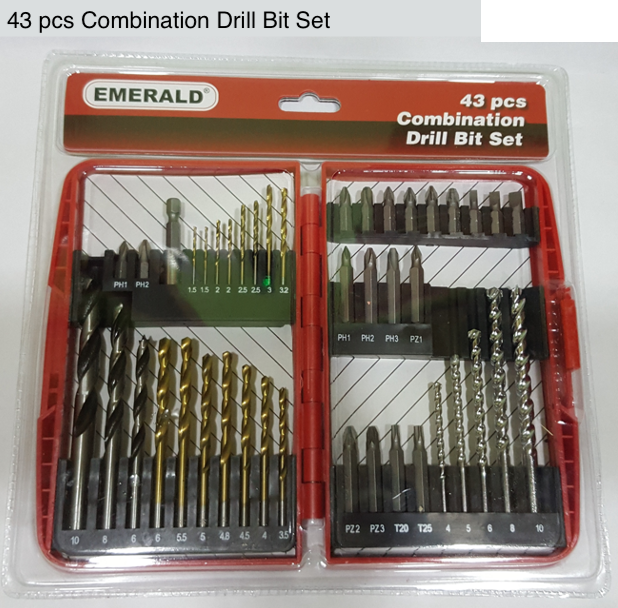 43 pcs Combination Drill Bit Set
EMERALD®
43 pcs
Combination
Drill Bit Set
PH1 PH2
1.5 1.5 2 2 2.5 2.5 3 3.2
PH1 PH2 PH3 PZ1
10 8 6 6 5.5 5 4.8 4.5 4 3.5
PZ2 PZ3 T20 T25 4 5 6 8 10